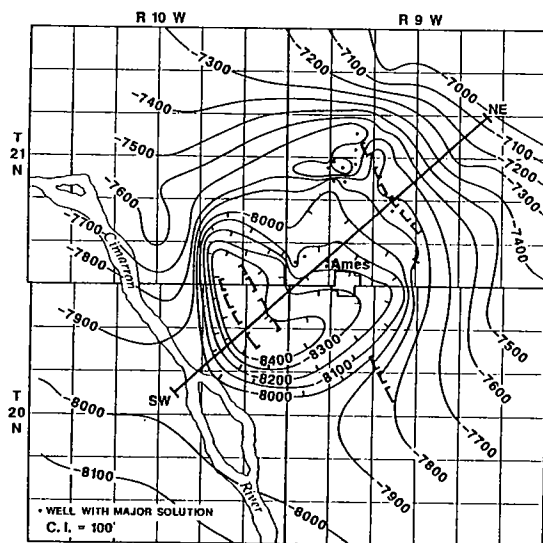 R 10 W
R 9 W
-7300
-7200
-7100
-7000
NE
-7400
-7100
-7200
-7300
-7400
T
21
N
-7500
-7600
-7700
-7800
Cimarron
-8000
Ames
-7900
-7500
-8400
-8300
-8200
-8100
-8000
-7600
SW
T
20
N
-8000
-7700
-7800
-8100
-7900
River
-8000
• WELL WITH MAJOR SOLUTION
C.I. = 100'